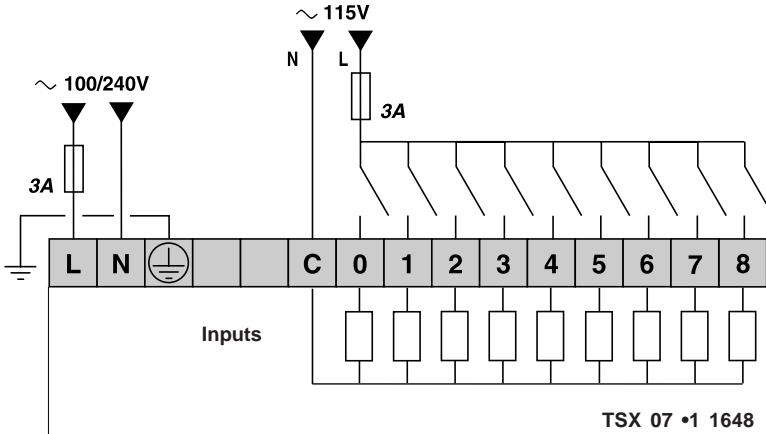 ∼ 115V
N L
3A
∼ 100/240V
3A
L N C 0 1 2 3 4 5 6 7 8
Inputs
TSX 07 •1 1648